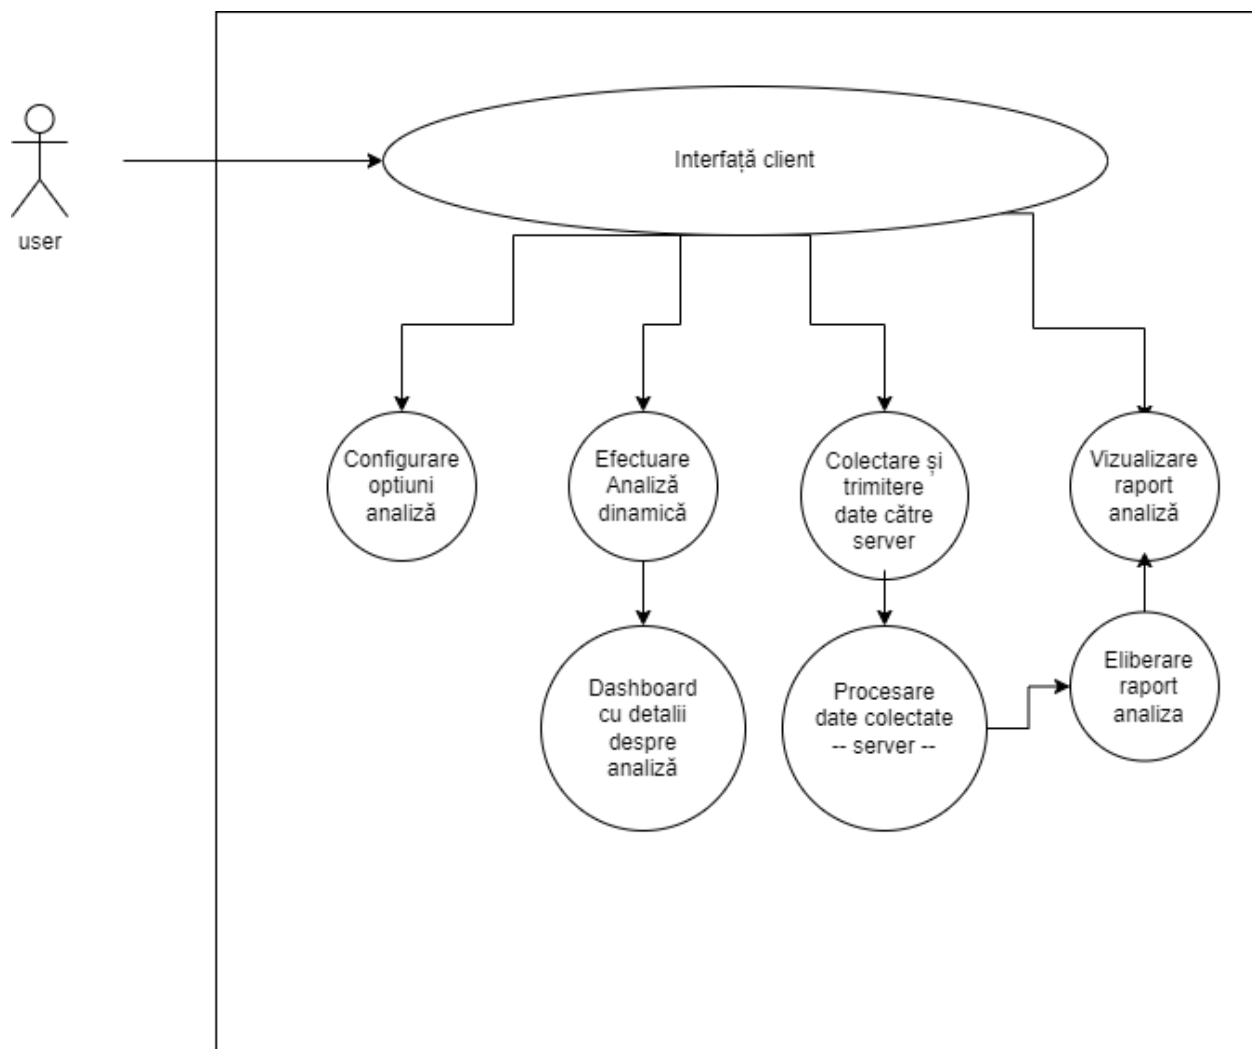 Interfață client
user
Configurare
optiuni
analiză
Efectuare
Analiză
dinamică
Colectare și
trimitere
date către
server
Vizualizare
raport
analiză
Dashboard
cu detalii
despre
analiză
Procesare
date colectate
-- server --
Eliberare
raport
analiza